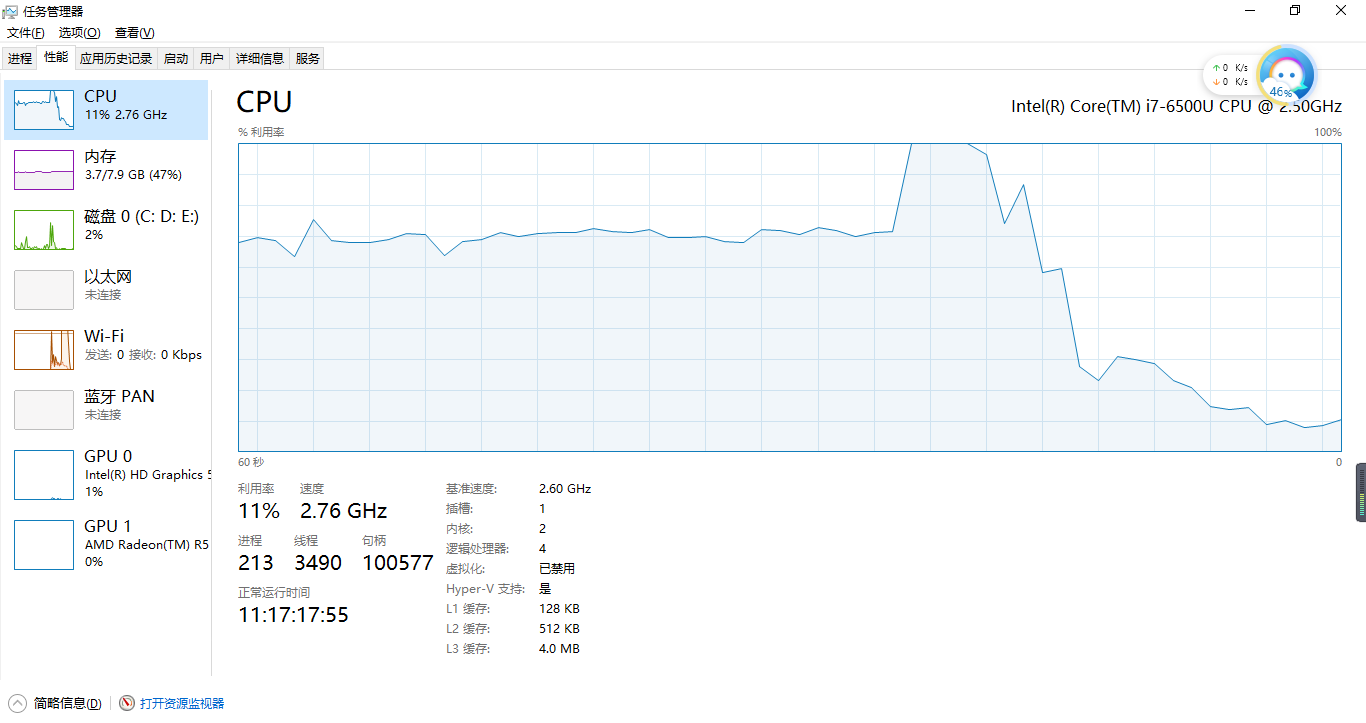 任务管理器
文件(F) 选项(O) 查看(V)
进程 性能 应用历史记录 启动 用户 详细信息 服务
CPU
11% 2.76 GHz
内存
3.7/7.9 GB (47%)
磁盘 0 (C: D: E:)
2%
以太网
未连接
Wi-Fi
发送: 0 接收: 0 Kbps
蓝牙 PAN
未连接
GPU 0
Intel(R) HD Graphics 5
1%
GPU 1
AMD Radeon(TM) R5
0%
CPU
Intel(R) Core(TM) i7-6500U CPU @ 2.50GHz
↑ 0 K/s
↓ 0 K/s
46%
% 利用率 100%
60 秒 0
利用率 速度
11% 2.76 GHz
进程 线程 句柄
213 3490 100577
正常运行时间
11:17:17:55
基准速度: 2.60 GHz
插槽: 1
内核: 2
逻辑处理器: 4
虚拟化: 已禁用
Hyper-V 支持: 是
L1 缓存: 128 KB
L2 缓存: 512 KB
L3 缓存: 4.0 MB
简略信息(D) 打开资源监视器